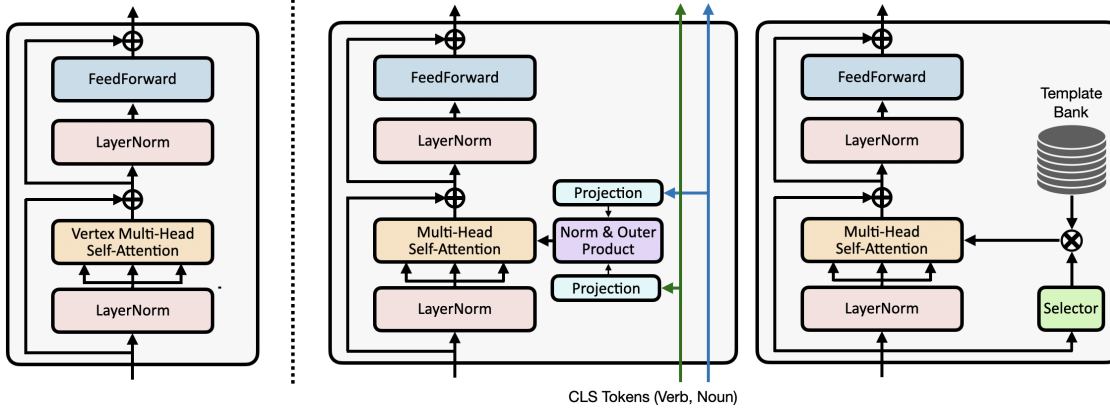 FeedForward
LayerNorm
Vertex Multi-Head
Self-Attention
LayerNorm
FeedForward
LayerNorm
Projection
Multi-Head
Self-Attention
Norm & Outer
Product
Projection
LayerNorm
CLS Tokens (Verb, Noun)
FeedForward
LayerNorm
Template
Bank
Multi-Head
Self-Attention
LayerNorm
Selector